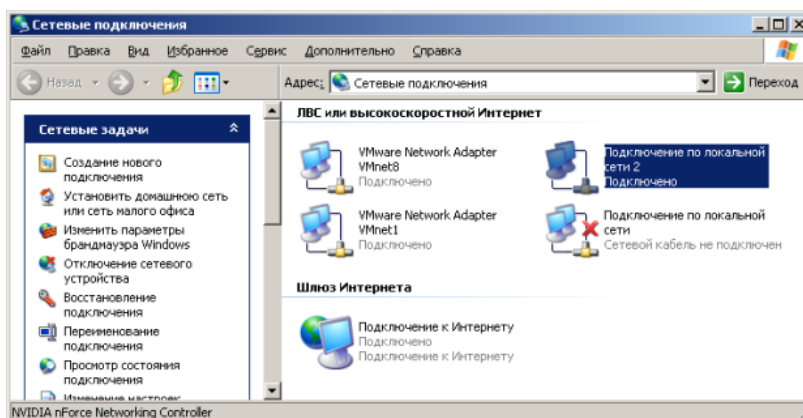 Сетевые подключения
Файл Правка Вид Избранное Сервис Дополнительно Справка
Назад Адрес: Сетевые подключения Переход
Сетевые задачи
Создание нового
подключения
Установить домашнюю сеть
или сеть малого офиса
Изменить параметры
брандмауэра Windows
Отключение сетевого
устройства
Восстановление
подключения
Переименование
подключения
Просмотр состояния
подключения
Изменение настроек
ЛВС или высокоскоростной Интернет
VMware Network Adapter
VMnet8
Подключено
Подключение по локальной
сети 2
Подключено
VMware Network Adapter
VMnet1
Подключено
Подключение по локальной
сети
Сетевой кабель не подключен
Шлюз Интернета
Подключение к Интернету
Подключено
Подключение к Интернету
NVIDIA nForce Networking Controller